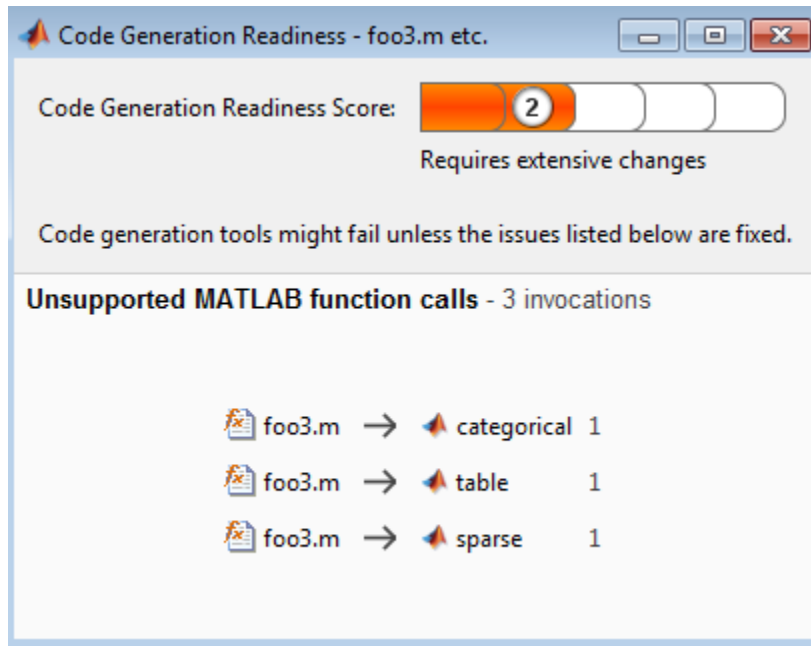 Code Generation Readiness - foo3.m etc.
Code Generation Readiness Score:
2
Requires extensive changes
Code generation tools might fail unless the issues listed below are fixed.
Unsupported MATLAB function calls - 3 invocations
foo3.m → categorical 1
foo3.m → table 1
foo3.m → sparse 1